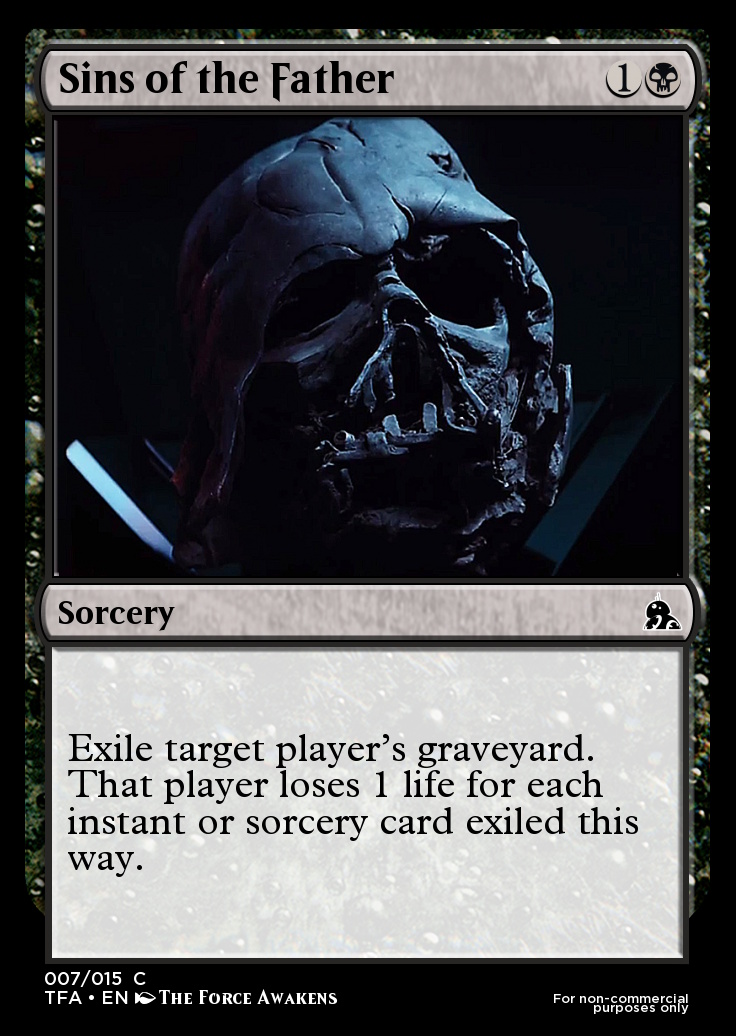 Sins of the Father 1
Sorcery
Exile target player's graveyard.
That player loses 1 life for each
instant or sorcery card exiled this
way.
007/015 C
TFA • EN The Force Awakens
For non-commercial
purposes only